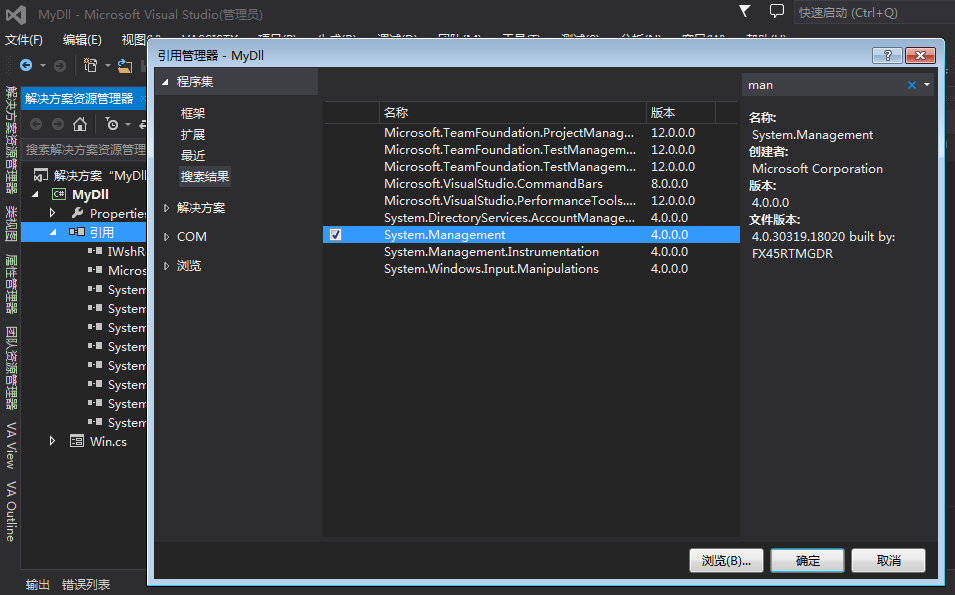 MyDll - Microsoft Visual Studio(管理员)
快速启动 (Ctrl+Q)
文件(F) 编辑(E)
引用管理器 - MyDll
解决方案资源管理器
搜索解决方案资源管理
解决方案 "MyDll
MyDll
Properties
引用
IWshR
Micros
System
System
System
System
System
System
System
System
Win.cs
解决方案资源管理器
类视图
属性管理器
团队资源管理器
VA View
VA Outline
程序集
框架
扩展
最近
搜索结果
解决方案
COM
浏览
名称 版本
Microsoft.TeamFoundation.ProjectManag... 12.0.0.0
Microsoft.TeamFoundation.TestManagem... 12.0.0.0
Microsoft.TeamFoundation.TestManagem... 12.0.0.0
Microsoft.VisualStudio.CommandBars 8.0.0.0
Microsoft.VisualStudio.PerformanceTools.... 12.0.0.0
System.DirectoryServices.AccountManage... 4.0.0.0
System.Management 4.0.0.0
System.Management.Instrumentation 4.0.0.0
System.Windows.Input.Manipulations 4.0.0.0
man
名称:
System.Management
创建者:
Microsoft Corporation
版本:
4.0.0.0
文件版本:
4.0.30319.18020 built by:
FX45RTMGDR
浏览(B)... 确定 取消
输出 错误列表